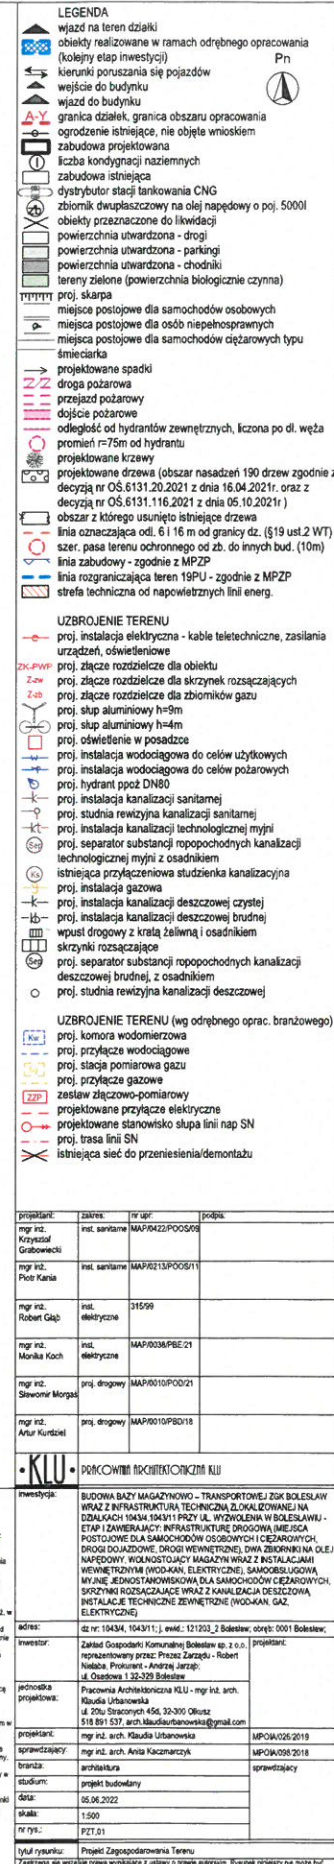 LEGENDA
wjazd na teren działki
obiekty realizowane w ramach odrębnego opracowania
(kolejny etap inwestycji)
Pn
kierunki poruszania się pojazdów
wejście do budynku
wjazd do budynku
A-Y granica działek, granica obszaru opracowania
ogrodzenie istniejące, nie objęte wnioskiem
zabudowa projektowana
liczba kondygnacji naziemnych
zabudowa istniejąca
dystrybutor stacji tankowania CNG
zb zbiornik dwupłaszczowy na olej napędowy o poj. 5000l
obiekty przeznaczone do likwidacji
powierzchnia utwardzona - drogi
powierzchnia utwardzona - parkingi
powierzchnia utwardzona - chodniki
tereny zielone (powierzchnia biologicznie czynna)
proj. skarpa
miejsce postojowe dla samochodów osobowych
miejsca postojowe dla osób niepełnosprawnych
miejsca postojowe dla samochodów ciężarowych typu
śmieciarka
projektowane spadki
droga pożarowa
przejazd pożarowy
dojście pożarowe
odległość od hydrantów zewnętrznych, liczona po dł. węża
promień r=75m od hydrantu
projektowane krzewy
projektowane drzewa (obszar nasadzeń 190 drzew zgodnie z
decyzją nr OŚ.6131.20.2021 z dnia 16.04.2021r. oraz z
decyzją nr OŚ.6131.116.2021 z dnia 05.10.2021r )
obszar z którego usunięto istniejące drzewa
linia oznaczająca odl. 6 i 16 m od granicy dz. (§19 ust.2 WT)
szer. pasa terenu ochronnego od zb. do innych bud. (10m)
linia zabudowy - zgodnie z MPZP
linia rozgraniczająca teren 19PU - zgodnie z MPZP
strefa techniczna od napowietrznych linii energ.
UZBROJENIE TERENU
proj. instalacja elektryczna - kable teletechniczne, zasilania
urządzeń, oświetleniowe
ZK-PWP proj. złącze rozdzielcze dla obiektu
Z-zw proj. złącze rozdzielcze dla skrzynek rozsączających
Z-zb proj. złącze rozdzielcze dla zbiorników gazu
proj. słup aluminiowy h=9m
proj. słup aluminiowy h=4m
proj. oświetlenie w posadzce
proj. instalacja wodociągowa do celów użytkowych
proj. instalacja wodociągowa do celów pożarowych
proj. hydrant ppoż DN80
k proj. instalacja kanalizacji sanitarnej
proj. studnia rewizyjna kanalizacji sanitarnej
kt proj. instalacja kanalizacji technologicznej myjni
Sep proj. separator substancji ropopochodnych kanalizacji
technologicznej myjni z osadnikiem
Ks istniejąca przyłączeniowa studzienka kanalizacyjna
g proj. instalacja gazowa
k proj. instalacja kanalizacji deszczowej czystej
kb proj. instalacja kanalizacji deszczowej brudnej
wpust drogowy z kratą żeliwną i osadnikiem
skrzynki rozsączające
Sep proj. separator substancji ropopochodnych kanalizacji
deszczowej brudnej, z osadnikiem
proj. studnia rewizyjna kanalizacji deszczowej
UZBROJENIE TERENU (wg odrębnego oprac. branżowego)
Kw proj. komora wodomierzowa
proj. przyłącze wodociągowe
proj. stacja pomiarowa gazu
proj. przyłącze gazowe
ZZP zestaw złączowo-pomiarowy
projektowane przyłącze elektryczne
projektowane stanowisko słupa linii nap SN
proj. trasa linii SN
istniejąca sieć do przeniesienia/demontażu
projektant: zakres: nr upr: podpis:
mgr inż. Krzysztof Grabowiecki inst. sanitarne MAP/0422/POOS/09
mgr inż. Piotr Kania inst. sanitarne MAP/0213/POOS/11
mgr inż. Robert Głąb inst. elektryczne 315/99
mgr inż. Monika Koch inst. elektryczne MAP/0036/PBE/21
mgr inż. Sławomir Morgaś proj. drogowy MAP/0010/POD/21
mgr inż. Artur Kurdziel proj. drogowy MAP/0010/PBD/18
• KLU • PRACOWNIA ARCHITEKTONICZNA KLU
inwestycja: BUDOWA BAZY MAGAZYNOWO – TRANSPORTOWEJ ZGK BOLESŁAW
WRAZ Z INFRASTRUKTURĄ TECHNICZNĄ ZLOKALIZOWANEJ NA
DZIAŁKACH 1043/4,1043/11 PRZY UL. WYZWOLENIA W BOLESŁAWIU -
ETAP I ZAWIERAJĄCY: INFRASTRUKTURĘ DROGOWĄ (MIEJSCA
POSTOJOWE DLA SAMOCHODÓW OSOBOWYCH I CIĘŻAROWYCH,
DROGI DOJAZDOWE, DROGI WEWNĘTRZNE), DWA ZBIORNIKI NA OLEJ
NAPĘDOWY, WOLNOSTOJĄCY MAGAZYN WRAZ Z INSTALACJAMI
WEWNĘTRZNYMI (WOD-KAN, ELEKTRYCZNE), SAMOOBSŁUGOWĄ
MYJNIĘ JEDNOSTANOWISKOWĄ DLA SAMOCHODÓW CIĘŻAROWYCH,
SKRZYNKI ROZSĄCZAJĄCE WRAZ Z KANALIZACJĄ DESZCZOWĄ,
INSTALACJE TECHNICZNE ZEWNĘTRZNE (WOD-KAN, GAZ,
ELEKTRYCZNE)
adres: dz nr: 1043/4, 1043/11; j. ewid.: 121203_2 Bolesław; obręb: 0001 Bolesław;
inwestor: Zakład Gospodarki Komunalnej Bolesław sp. z o.o. projektant:
reprezentowany przez: Prezes Zarządu - Robert
Nielaba, Prokurent - Andrzej Jarząb;
ul. Osadowa 1 32-329 Bolesław
jednostka projektowa: Pracownia Architektoniczna KLU - mgr inż. arch.
Klaudia Urbanowska
ul. 20tu Straconych 45d, 32-300 Olkusz
518 891 537, arch.klaudiaurbanowska@gmail.com
projektant: mgr inż. arch. Klaudia Urbanowska MPOIA/026/2019
sprawdzający: mgr inż. arch. Anita Kaczmarczyk MPOIA/098/2018
branża: architektura sprawdzający
studium: projekt budowlany
data: 05.06.2022
skala: 1:500
nr rys.: PZT.01
tytuł rysunku: Projekt Zagospodarowania Terenu